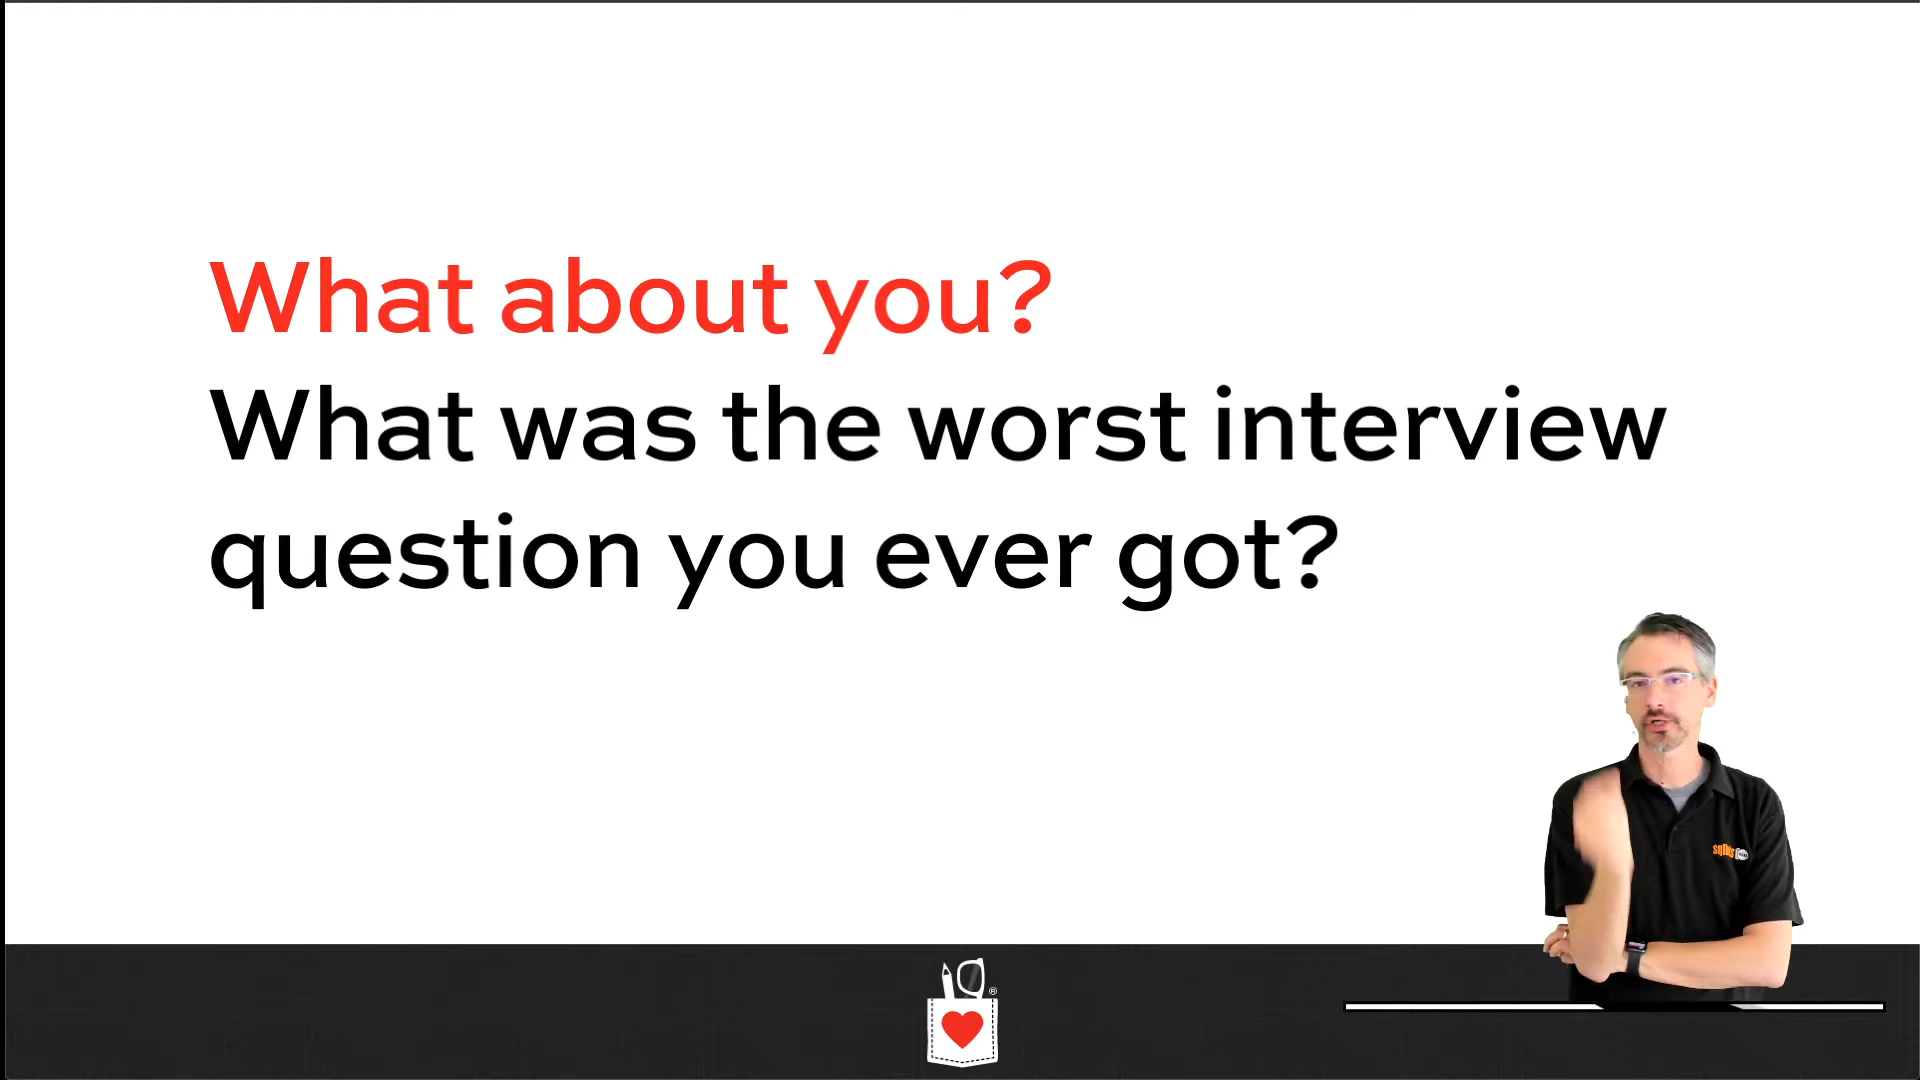 What about you?
What was the worst interview
question you ever got?
®